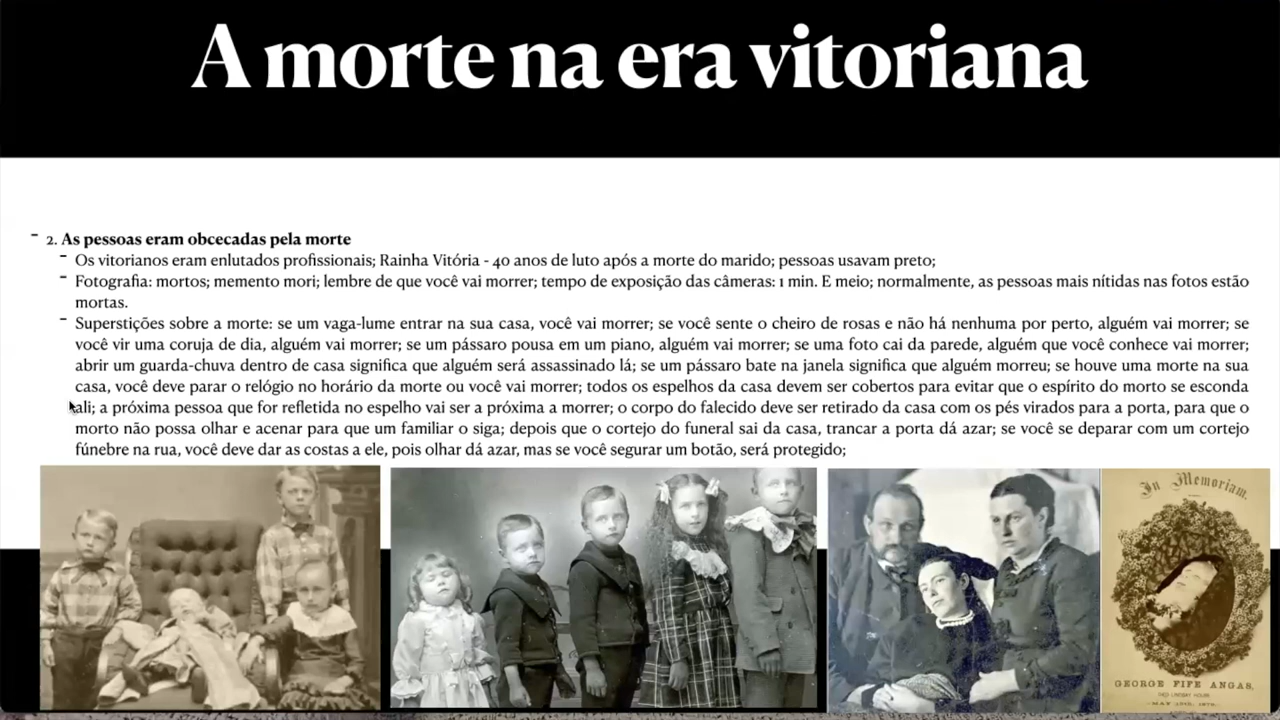 A morte na era vitoriana
- 2. As pessoas eram obcecadas pela morte
- Os vitorianos eram enlutados profissionais; Rainha Vitória - 40 anos de luto após a morte do marido; pessoas usavam preto;
- Fotografia: mortos; memento mori; lembre de que você vai morrer; tempo de exposição das câmeras: 1 min. E meio; normalmente, as pessoas mais nítidas nas fotos estão
mortas.
- Superstições sobre a morte: se um vaga-lume entrar na sua casa, você vai morrer; se você sente o cheiro de rosas e não há nenhuma por perto, alguém vai morrer; se
você vir uma coruja de dia, alguém vai morrer; se um pássaro pousa em um piano, alguém vai morrer; se uma foto cai da parede, alguém que você conhece vai morrer;
abrir um guarda-chuva dentro de casa significa que alguém será assassinado lá; se um pássaro bate na janela significa que alguém morreu; se houve uma morte na sua
casa, você deve parar o relógio no horário da morte ou você vai morrer; todos os espelhos da casa devem ser cobertos para evitar que o espírito do morto se esconda
ali; a próxima pessoa que for refletida no espelho vai ser a próxima a morrer; o corpo do falecido deve ser retirado da casa com os pés virados para a porta, para que o
morto não possa olhar e acenar para que um familiar o siga; depois que o cortejo do funeral sai da casa, trancar a porta dá azar; se você se deparar com um cortejo
fúnebre na rua, você deve dar as costas a ele, pois olhar dá azar, mas se você segurar um botão, será protegido;
In Memoriam.
GEORGE FIFE ANGAS,